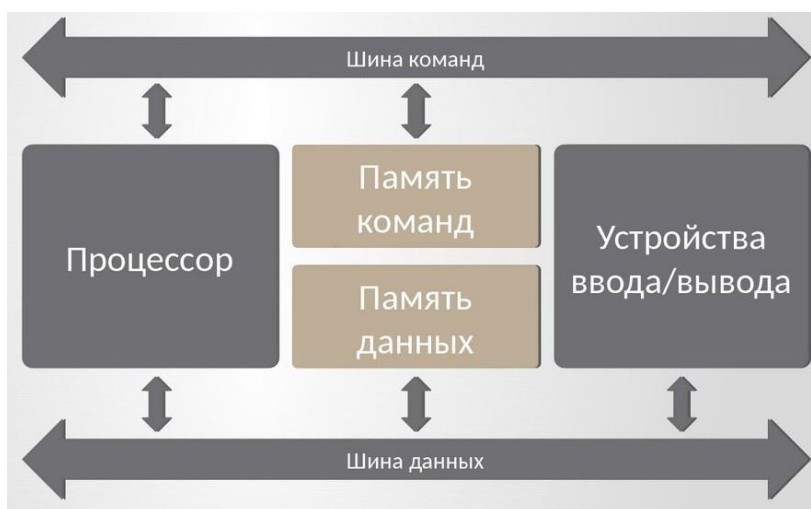 Шина команд
Процессор
Память
команд
Память
данных
Устройства
ввода/вывода
Шина данных